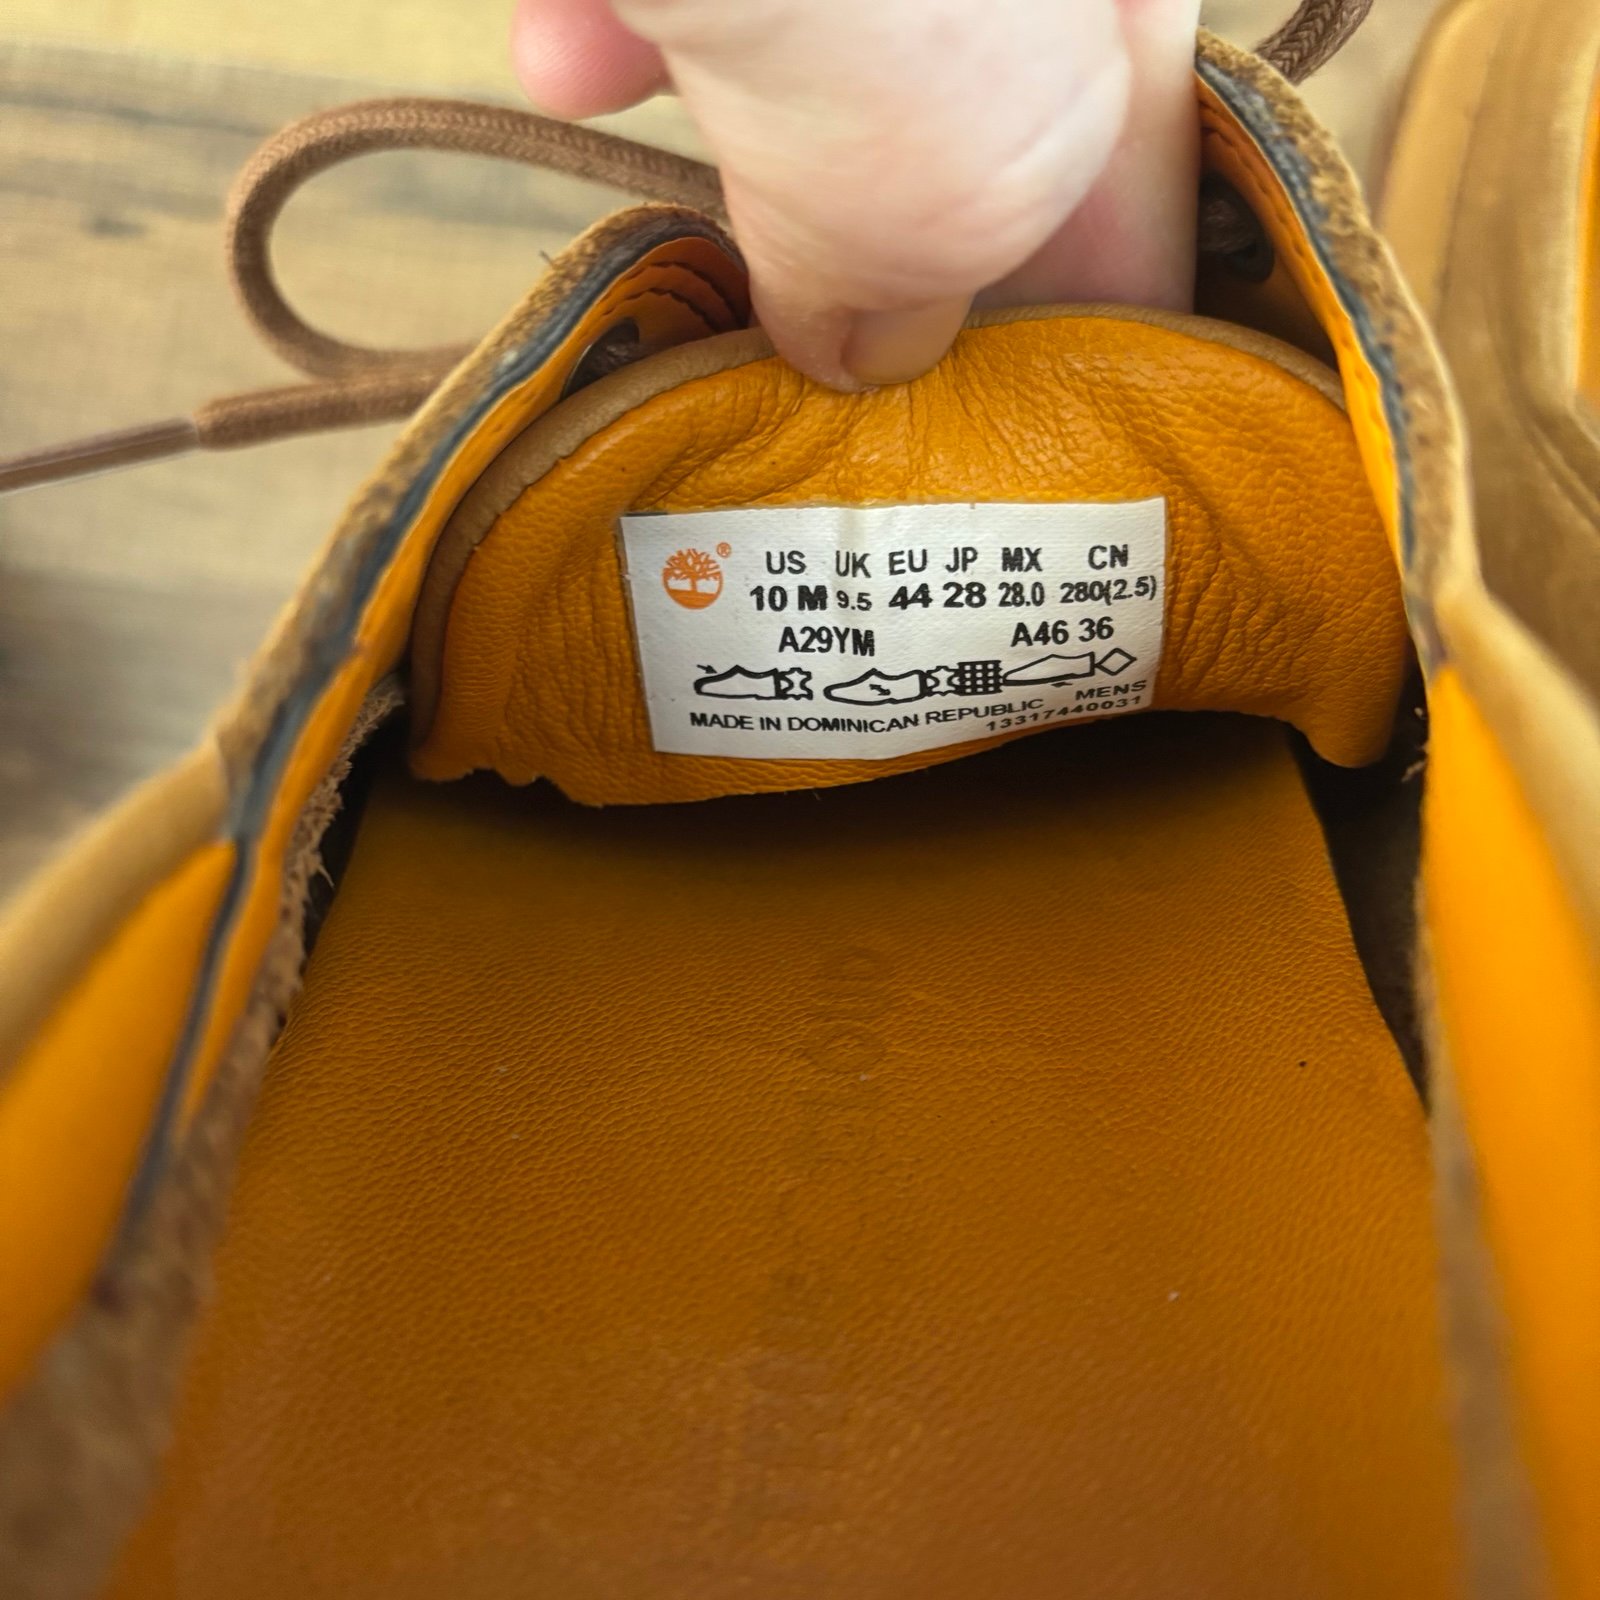 ®
US UK EU JP MX CN
10 M 9.5 44 28 28.0 280(2.5)
A29YM A46 36
MENS
MADE IN DOMINICAN REPUBLIC
13317440031